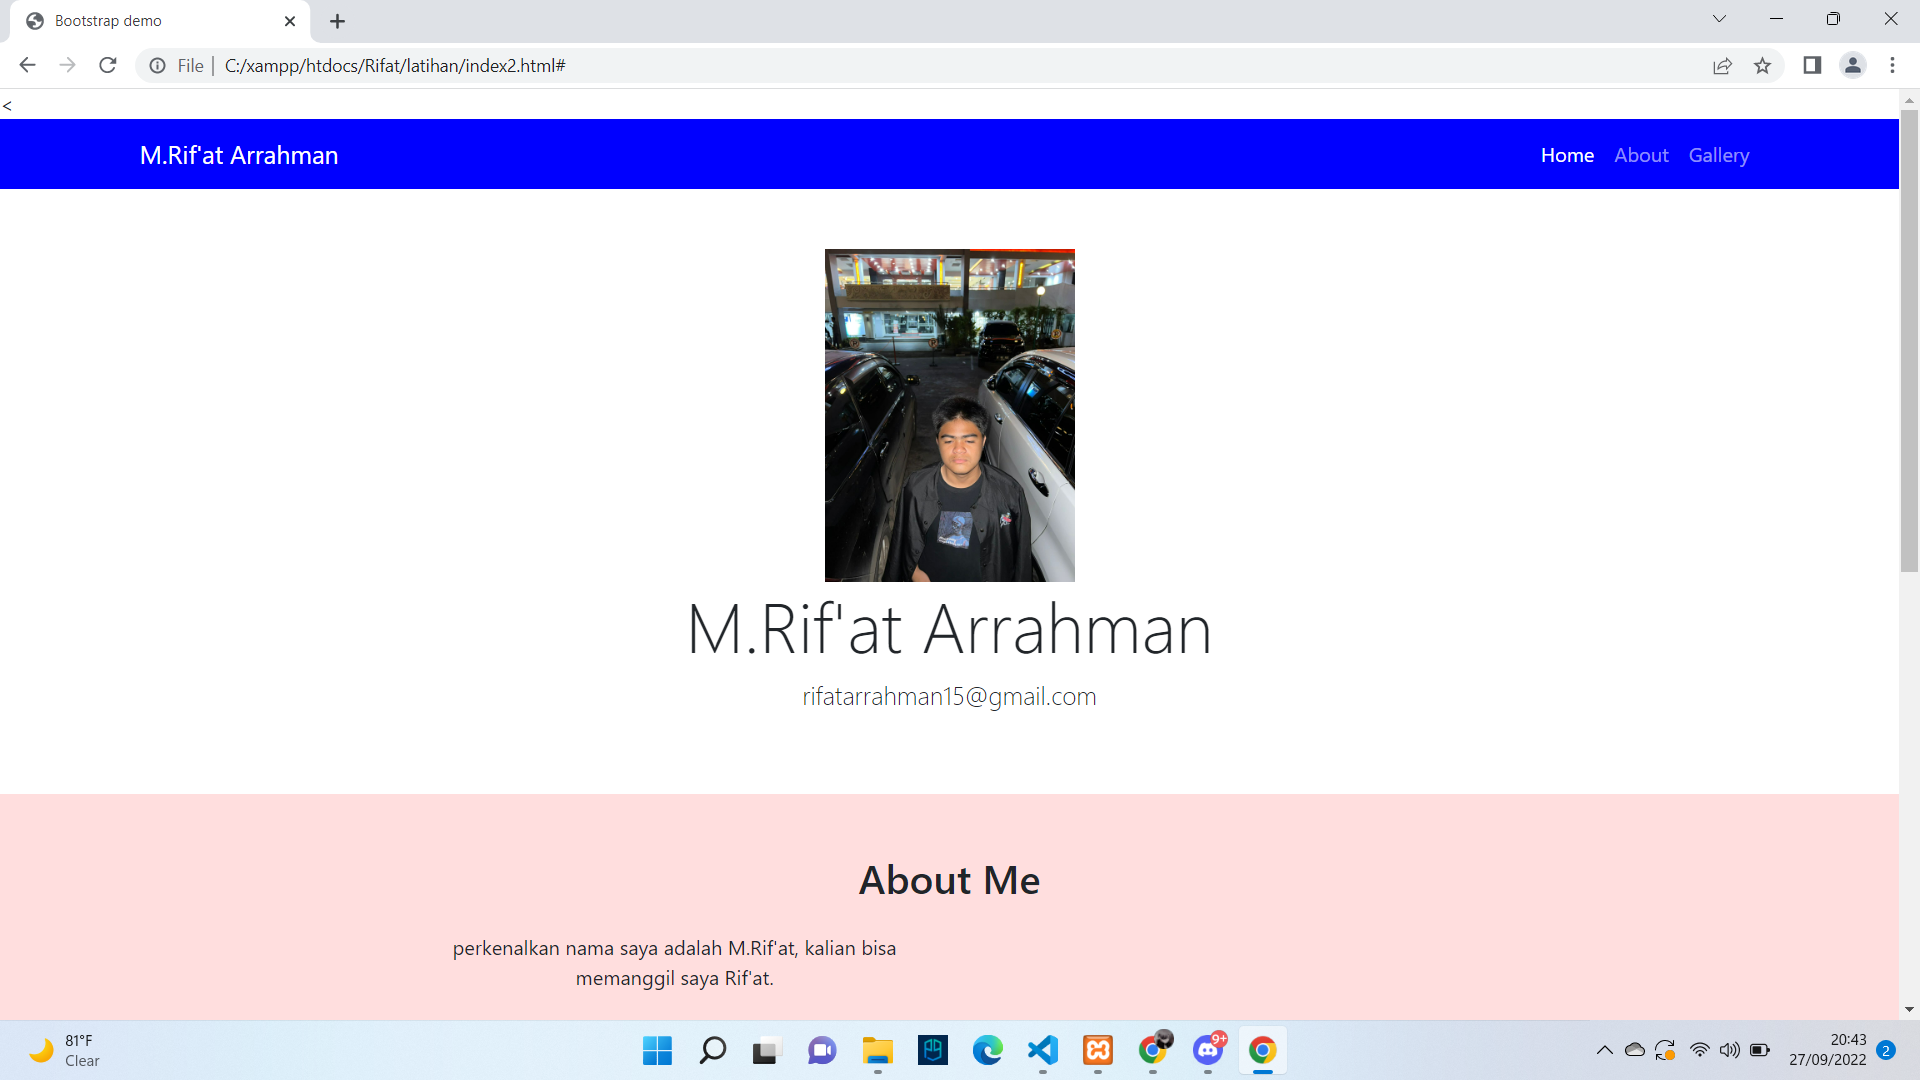 Bootstrap demo
File | C:/xampp/htdocs/Rifat/latihan/index2.html#
<
M.Rif'at Arrahman
Home About Gallery
M.Rif'at Arrahman
rifatarrahman15@gmail.com
About Me
perkenalkan nama saya adalah M.Rif'at, kalian bisa
memanggil saya Rif'at.
81°F
Clear
9+
20:43
27/09/2022
2